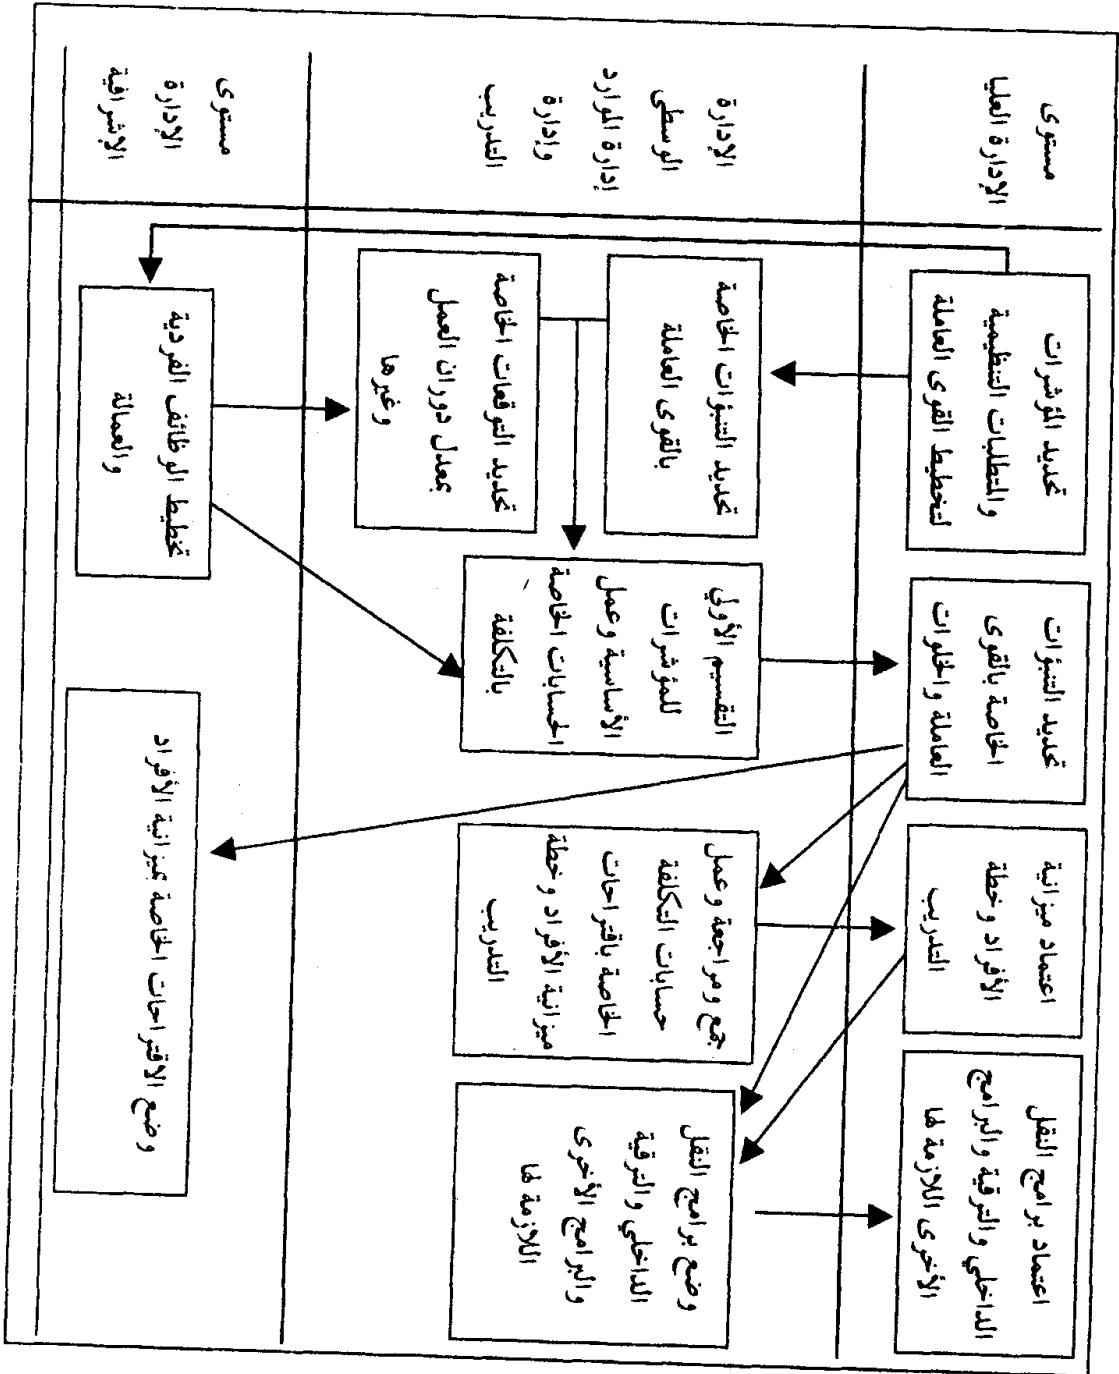 مستوى
الإدارة العليا
تحديد المؤشرات
والمتطلبات التنظيمية
لتخطيط القوى العاملة
تحديد التنبؤات
الخاصة بالقوى
العاملة والخلوات
اعتماد ميزانية
الأفراد وخطة
التدريب
اعتماد برامج النقل
الداخلي والترقية والبرامج
الأخرى اللازمة لها
الإدارة
الوسطى
إدارة الموارد
وإدارة
التدريب
تحديد التنبؤات الخاصة
بالقوى العاملة
تحديد التوقعات الخاصة
بمعدل دوران العمل
وغيرها
التقسيم الأولي
للمؤشرات
الأساسية وعمل
الحسابات الخاصة
بالتكلفة
جمع ومراجعة وعمل
حسابات التكلفة
الخاصة باقتراحات
ميزانية الأفراد وخطة
التدريب
وضع برامج النقل
الداخلي والترقية
والبرامج الأخرى
اللازمة لها
مستوى
الإدارة
الإشرافية
تخطيط الوظائف الفردية
والعمالة
وضع الاقتراحات الخاصة بميزانية الأفراد